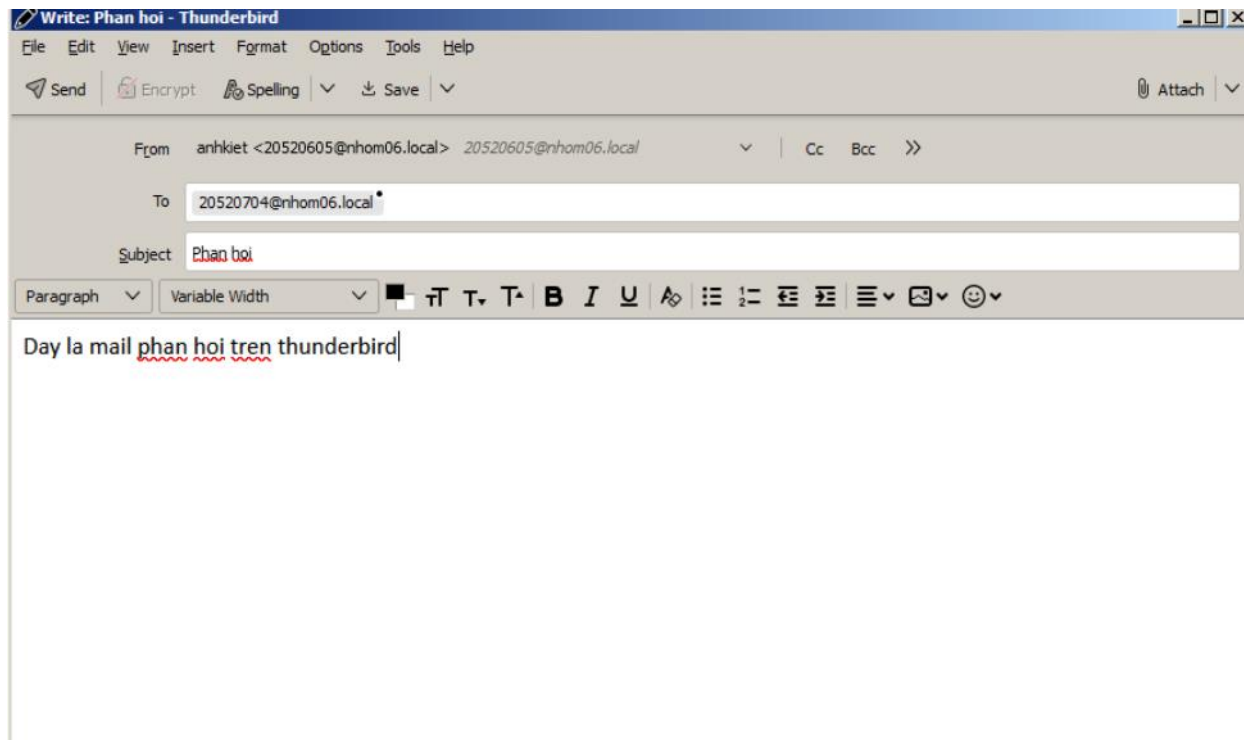 Write: Phan hoi - Thunderbird
File Edit View Insert Format Options Tools Help
Send Encrypt Spelling Save Attach
From anhkiet <20520605@nhom06.local> 20520605@nhom06.local Cc Bcc
To 20520704@nhom06.local
Subject Phan hoi
Paragraph Variable Width
Day la mail phan hoi tren thunderbird